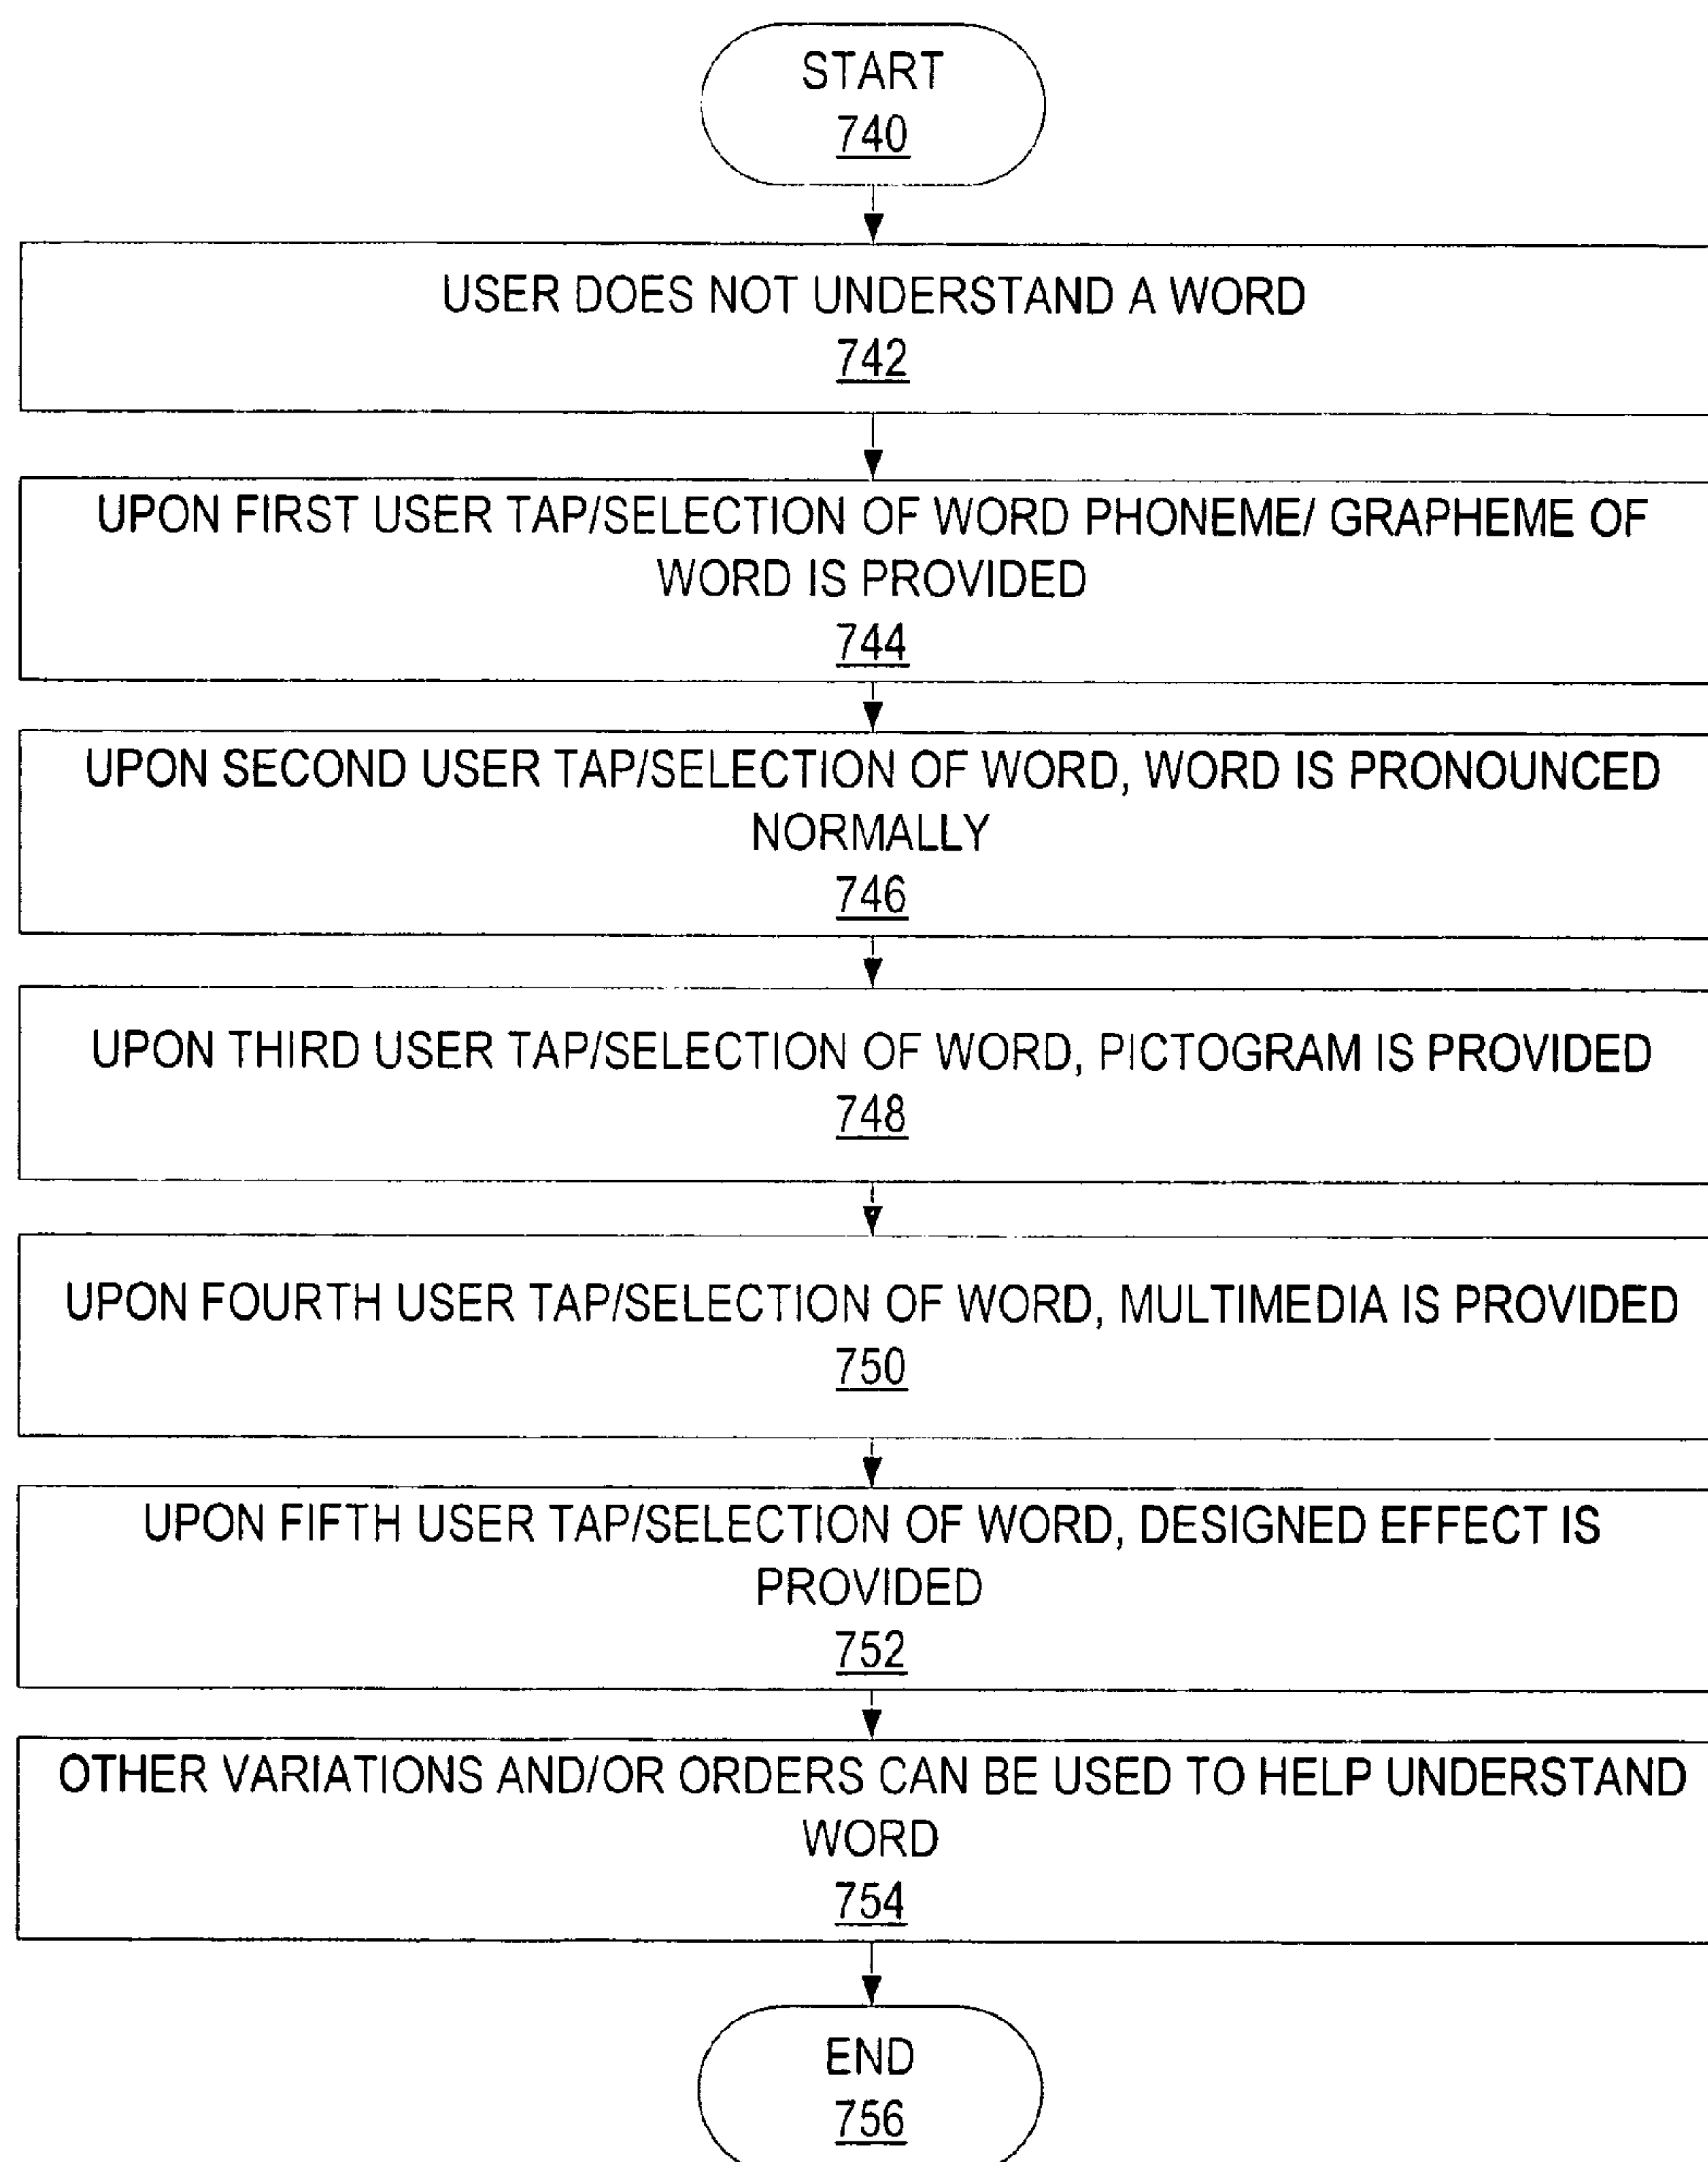 START
740
USER DOES NOT UNDERSTAND A WORD
742
UPON FIRST USER TAP/SELECTION OF WORD PHONEME/ GRAPHEME OF
WORD IS PROVIDED
744
UPON SECOND USER TAP/SELECTION OF WORD, WORD IS PRONOUNCED
NORMALLY
746
UPON THIRD USER TAP/SELECTION OF WORD, PICTOGRAM IS PROVIDED
748
UPON FOURTH USER TAP/SELECTION OF WORD, MULTIMEDIA IS PROVIDED
750
UPON FIFTH USER TAP/SELECTION OF WORD, DESIGNED EFFECT IS
PROVIDED
752
OTHER VARIATIONS AND/OR ORDERS CAN BE USED TO HELP UNDERSTAND
WORD
754
END
756